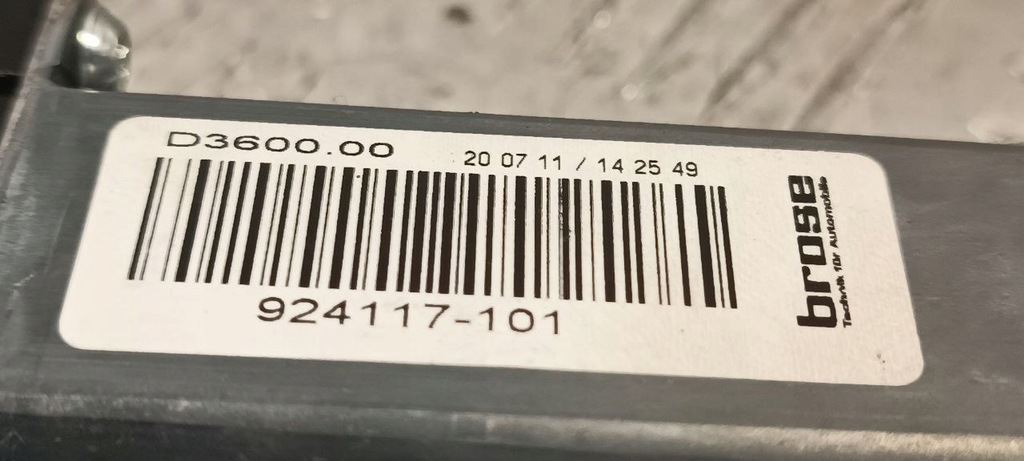 D3600.00
20 07 11 / 14 25 49
924117-101
brose
Technik für Automobile